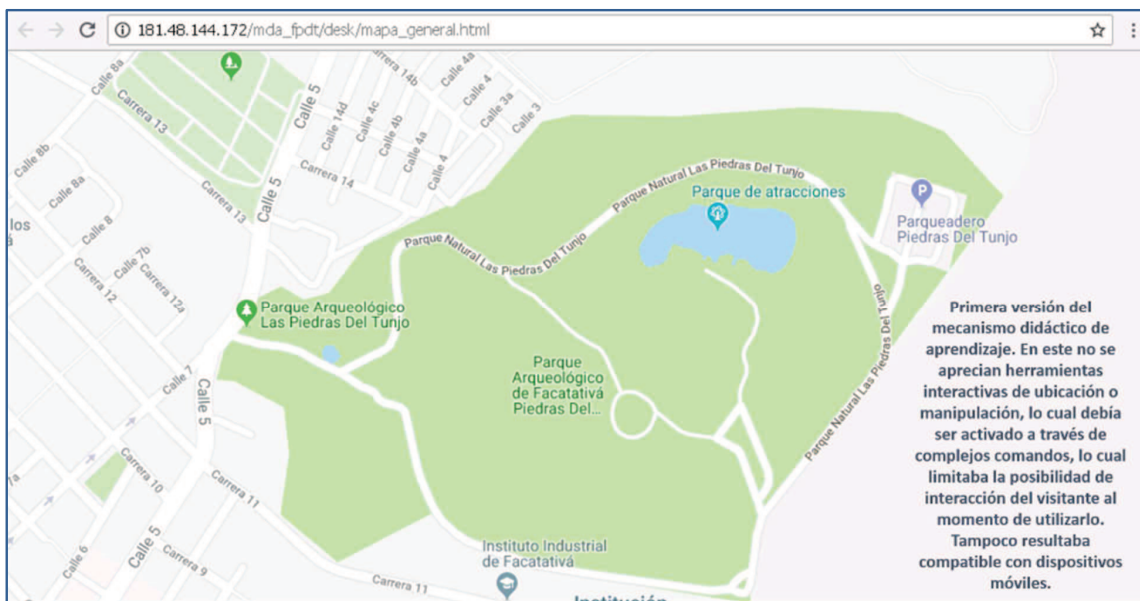 181.48.144.172/mda_fpdt/desk/mapa_general.html
Calle 8a
Carrera 13
Calle 5
Carrera 14b
Calle 4a
Calle 4
Calle 3a
Calle 3
Calle 14d
Calle 4c
Calle 4b
Calle 4a
Calle 4
Carrera 14
Carrera 13
Calle 5
Calle 8b
Calle 8a
Calle 8
Calle 7b
Carrera 12a
Carrera 12
los
á
Parque Natural Las Piedras Del Tunjo
Parque de atracciones
P
Parqueadero
Piedras Del Tunjo
Parque Natural Las Piedras Del Tunjo
Parque Arqueológico
Las Piedras Del Tunjo
Parque Natural Las Piedras Del Tunjo
Parque
Arqueológico
de Facatativá
Piedras Del...
Calle 7
Calle 5
Carrera 10
Carrera 11
7a
Calle 6
Calle 5
Carrera 9
Carrera 11
Instituto Industrial
de Facatativá
Institución
Primera versión del
mecanismo didáctico de
aprendizaje. En este no se
aprecian herramientas
interactivas de ubicación o
manipulación, lo cual debía
ser activado a través de
complejos comandos, lo cual
limitaba la posibilidad de
interacción del visitante al
momento de utilizarlo.
Tampoco resultaba
compatible con dispositivos
móviles.